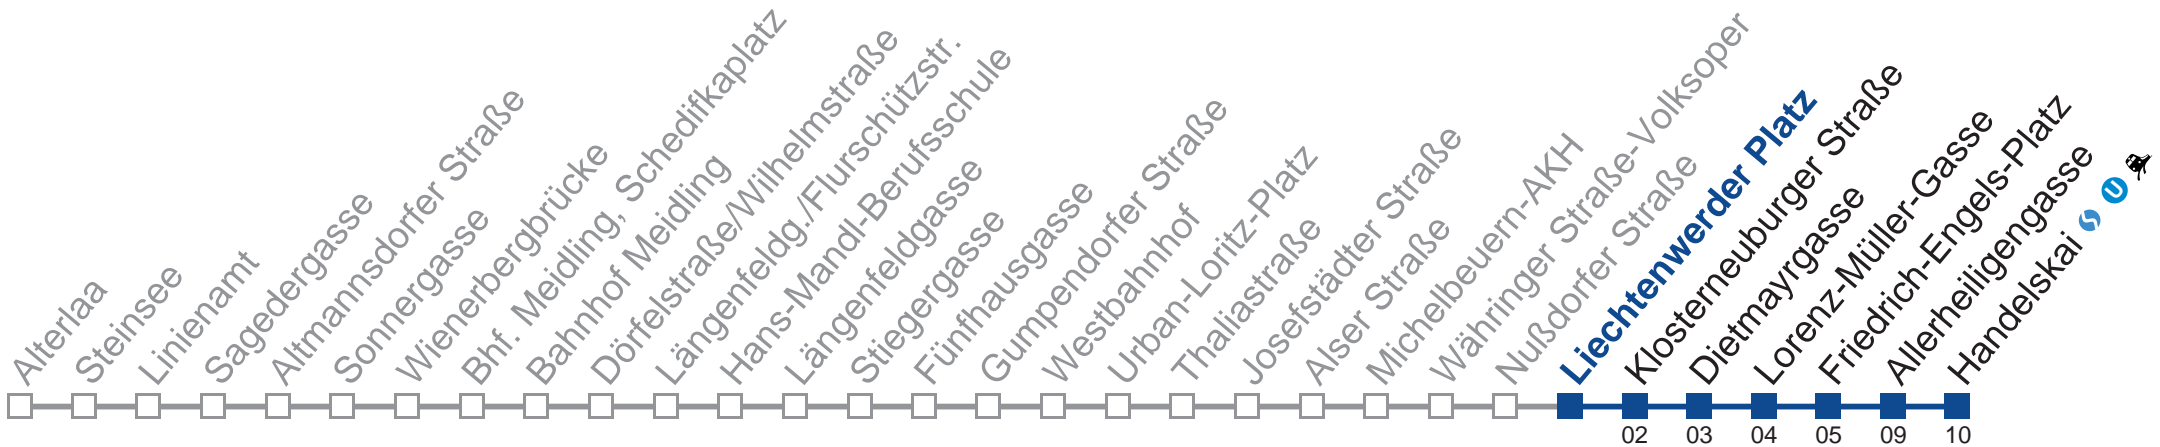 Alterlaa
Steinsee
Linienamt
Sagedergasse
Altmannsdorfer Straße
Sonnergasse
Wienerbergbrücke
Bhf. Meidling, Schedifkaplatz
Bahnhof Meidling
Dörfelstraße/Wilhelmstraße
Längenfeldg./Flurschützstr.
Hans-Mandl-Berufsschule
Längenfeldgasse
Stiegergasse
Fünfhausgasse
Gumpendorfer Straße
Westbahnhof
Urban-Loritz-Platz
Thaliastraße
Josefstädter Straße
Alser Straße
Michelbeuern-AKH
Währinger Straße-Volksoper
Nußdorfer Straße
Liechtenwerder Platz
Klosterneuburger Straße
Dietmayrgasse
Lorenz-Müller-Gasse
Friedrich-Engels-Platz
Allerheiligengasse
Handelskai S U
02 03 04 05 09 10